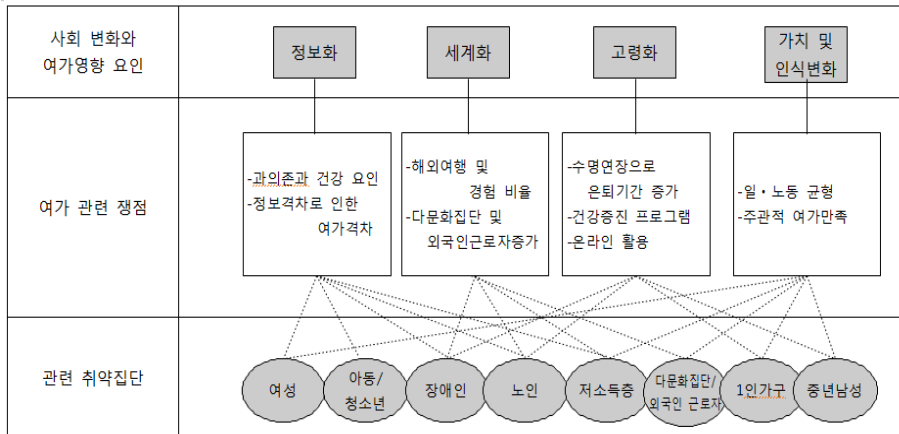 사회 변화와
여가영향 요인
정보화
세계화
고령화
가치 및
인식변화
여가 관련 쟁점
-과의존과 건강 요인
-정보격차로 인한
여가격차
-해외여행 및
경험 비율
-다문화집단 및
외국인근로자증가
-수명연장으로
은퇴기간 증가
-건강증진 프로그램
-온라인 활용
-일·노동 균형
-주관적 여가만족
관련 취약집단
여성
아동/
청소년
장애인
노인
저소득층
다문화집단/
외국인 근로자
1인가구
중년남성